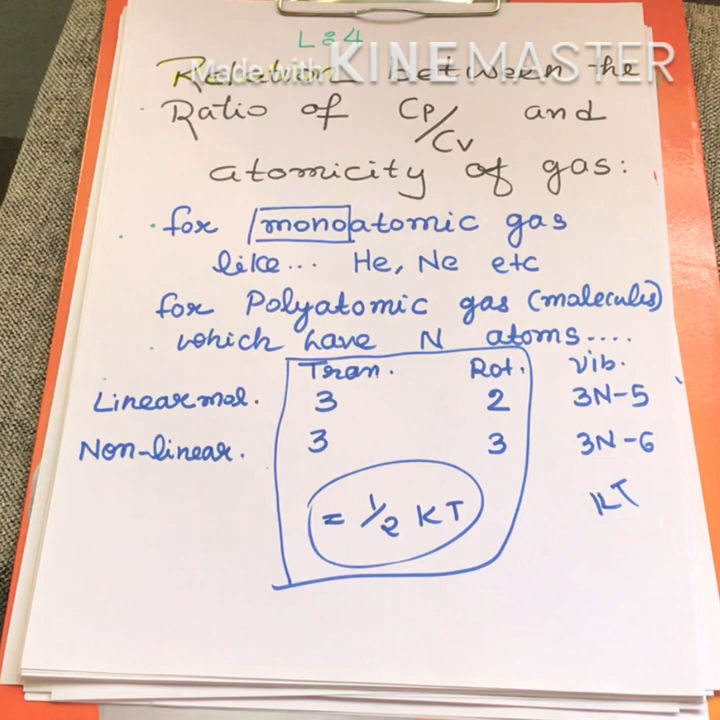 L-4
Made with KINEMASTER
Relation between the
Ratio of CP/CV and
atomicity of gas:
for monoatomic gas
like... He, Ne etc
for Polyatomic gas (molecules)
which have N atoms....
Tran. Rot. Vib.
Linear mol. 3 2 3N-5
Non-linear. 3 3 3N-6
= 1/2 KT KT